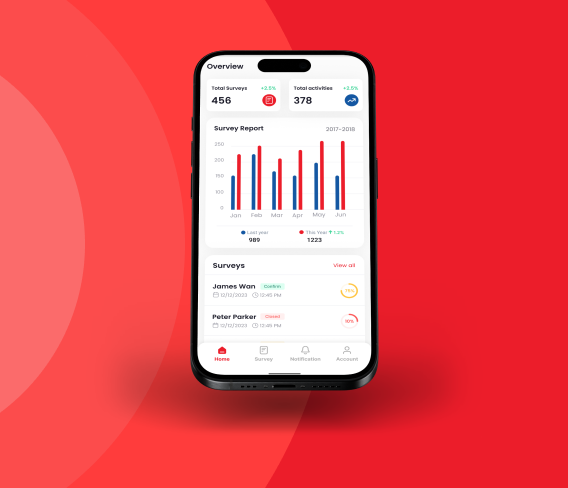 Overview
Total Surveys +2.5%
456
Total activities +2.5%
378
Survey Report 2017-2018
250
200
150
100
0
Jan Feb Mar Apr May Jun
Last year
989
This Year 1.3%
1223
Surveys View all
James Wan Confirm
12/12/2023 12:45 PM
Peter Parker Closed
12/12/2023 12:45 PM
Home Survey Notification Account